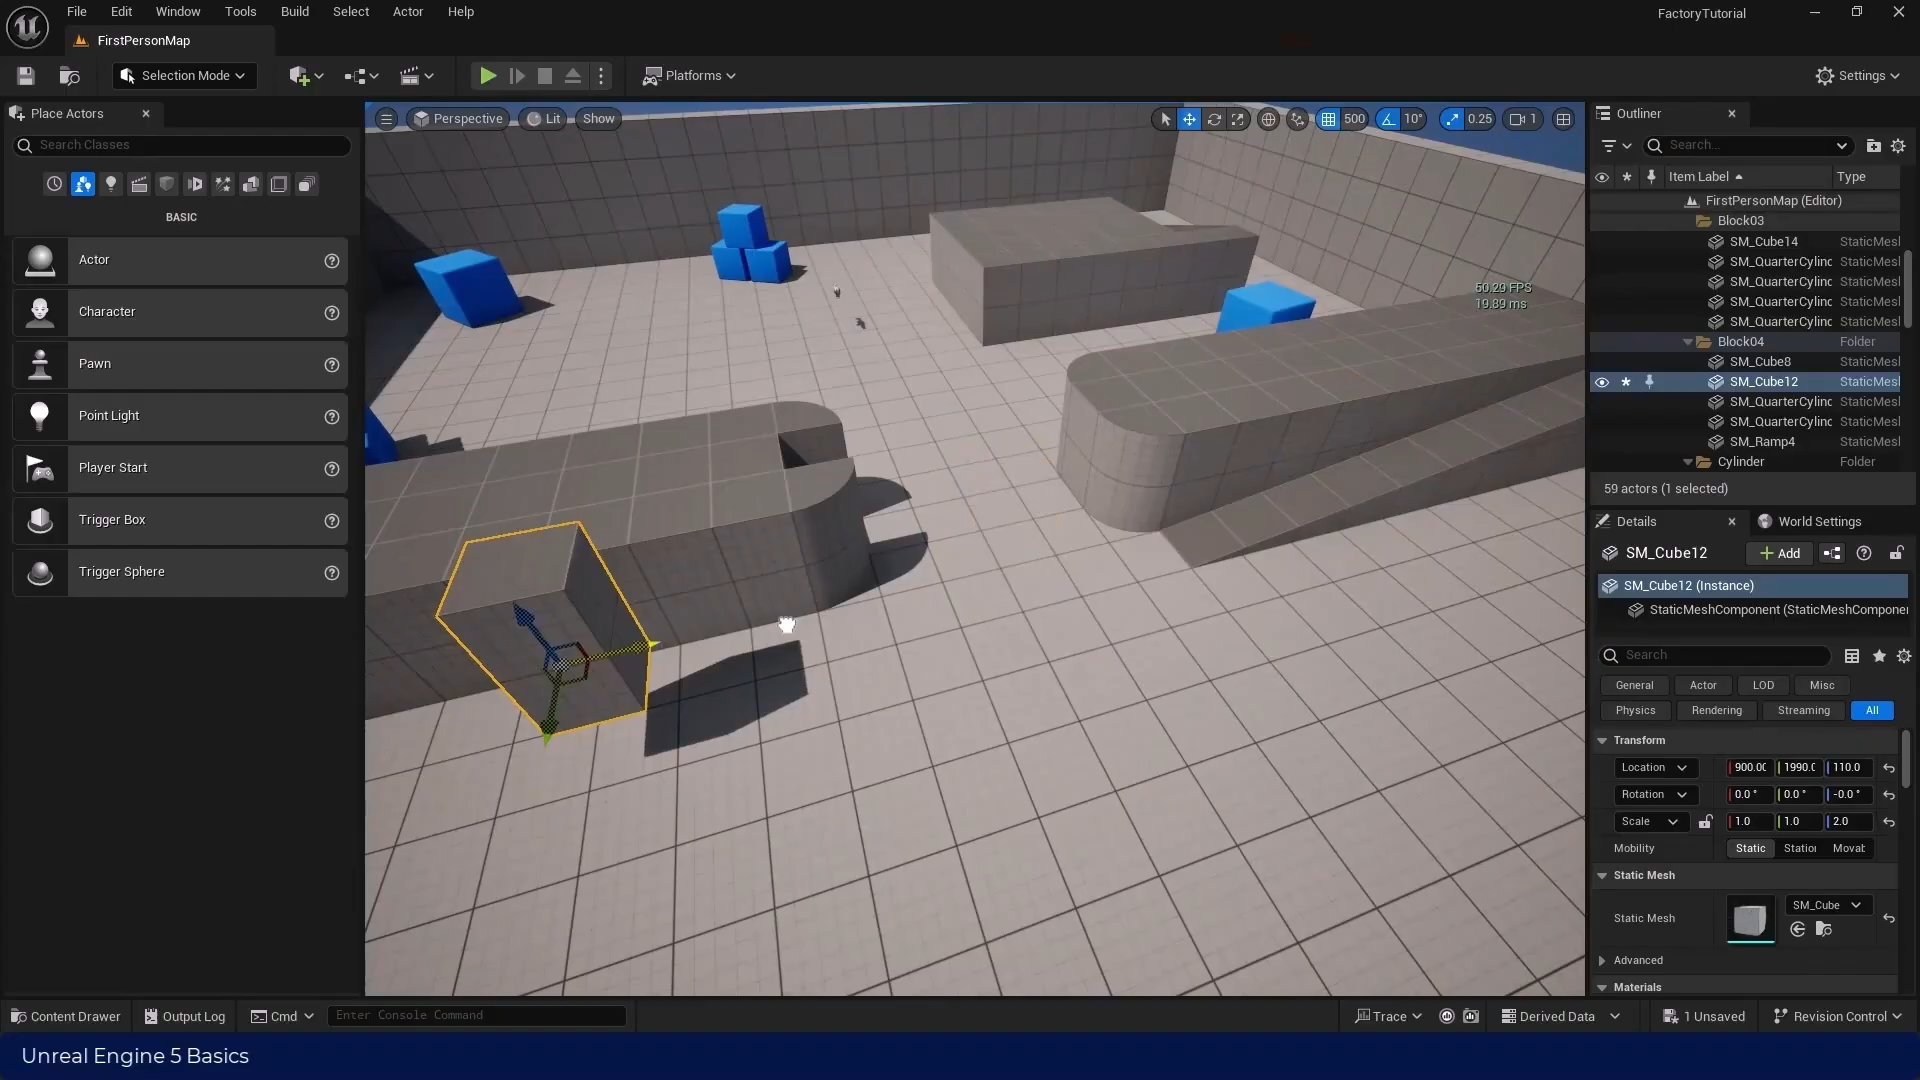 File Edit Window Tools Build Select Actor Help
FactoryTutorial
FirstPersonMap
Selection Mode
Platforms
Settings
Place Actors
Search Classes
BASIC
Actor
Character
Pawn
Point Light
Player Start
Trigger Box
Trigger Sphere
Perspective Lit Show
500 10° 0.25 1
50.29 FPS
19.89 ms
Outliner
Search...
Item Label Type
FirstPersonMap (Editor)
Block03
SM_Cube14 StaticMesl
SM_QuarterCylinc StaticMesl
SM_QuarterCylinc StaticMesl
SM_QuarterCylinc StaticMesl
SM_QuarterCylinc StaticMesl
Block04 Folder
SM_Cube8 StaticMesl
SM_Cube12 StaticMesl
SM_QuarterCylinc StaticMesl
SM_QuarterCylinc StaticMesl
SM_Ramp4 StaticMesl
Cylinder Folder
59 actors (1 selected)
Details World Settings
SM_Cube12 Add
SM_Cube12 (Instance)
StaticMeshComponent (StaticMeshComponer
Search
General Actor LOD Misc
Physics Rendering Streaming All
Transform
Location 900.0( 1990.( 110.0
Rotation 0.0 ° 0.0 ° -0.0 °
Scale 1.0 1.0 2.0
Mobility Static Station Movat
Static Mesh
Static Mesh SM_Cube
Advanced
Materials
Content Drawer Output Log Cmd Enter Console Command Trace Derived Data 1 Unsaved Revision Control
Unreal Engine 5 Basics